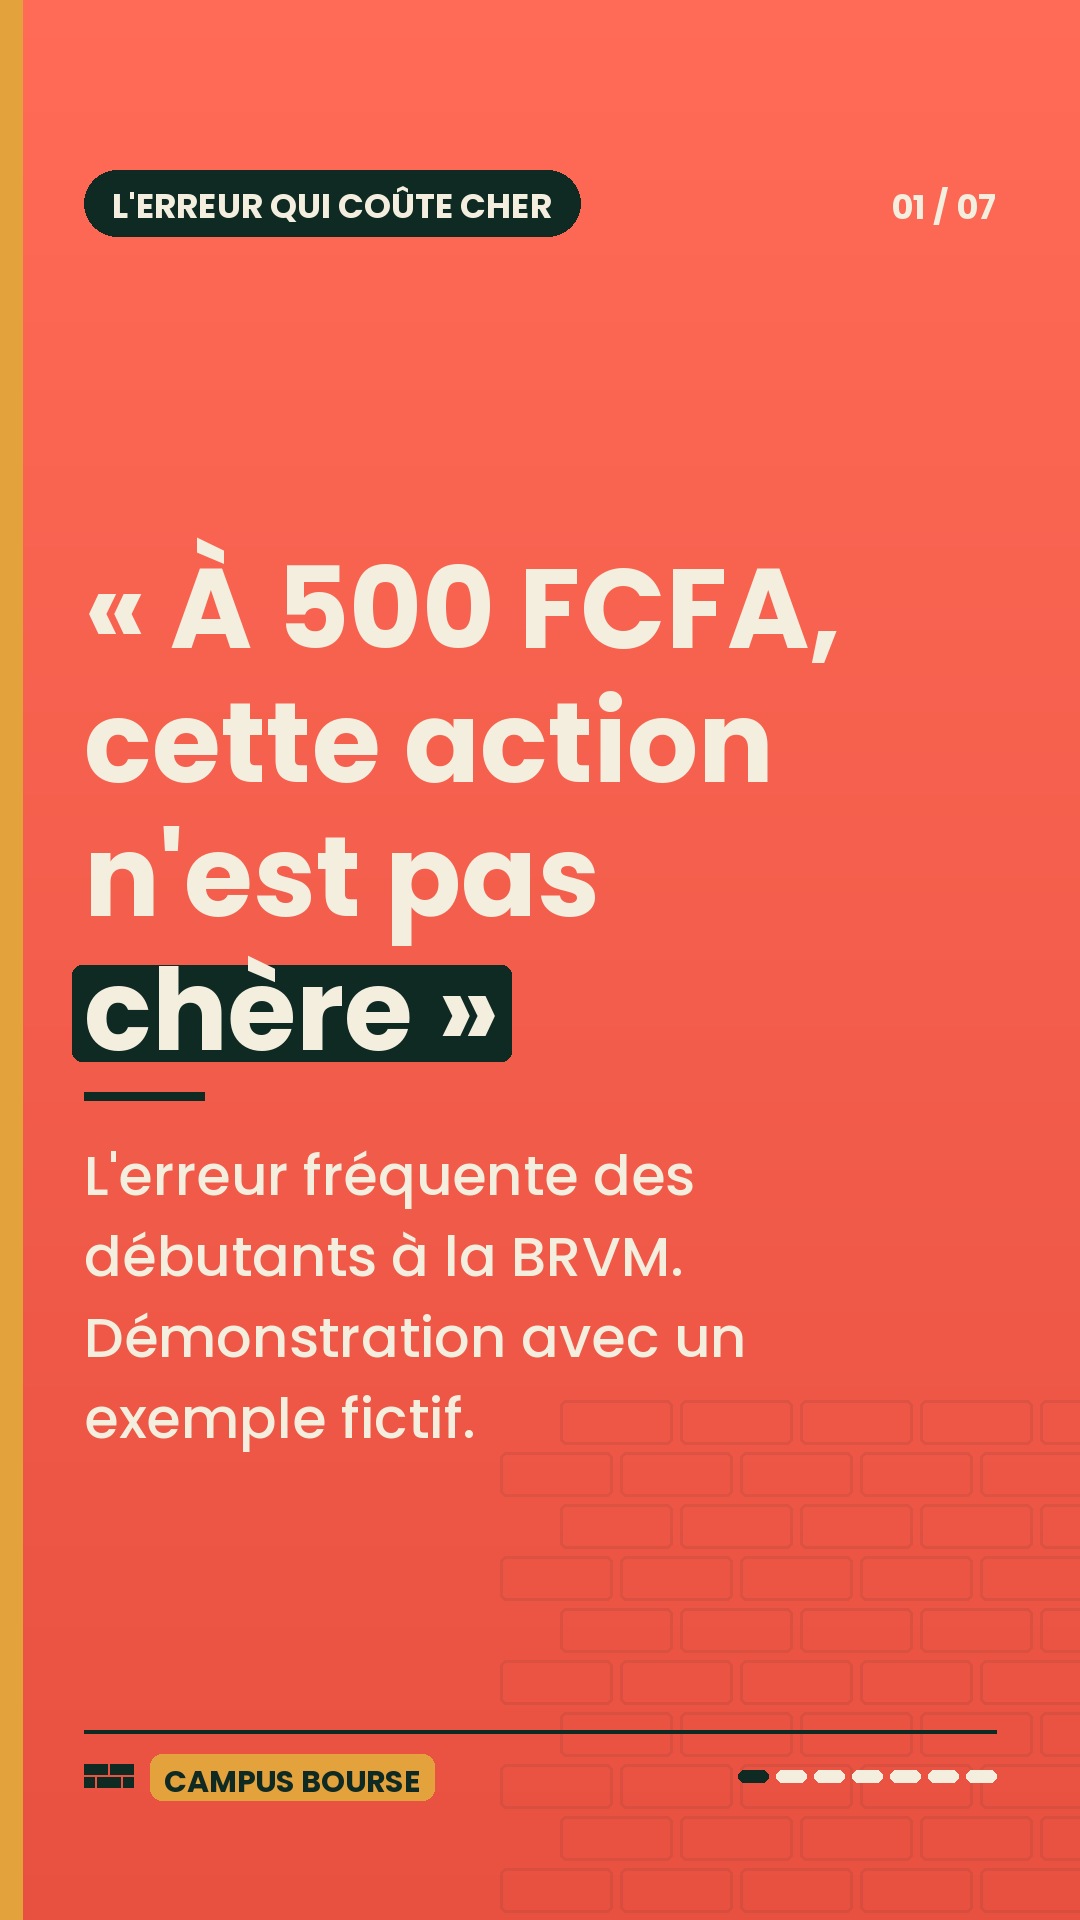 L'ERREUR QUI COÛTE CHER
01 / 07
« À 500 FCFA,
cette action
n'est pas
chère »
L'erreur fréquente des
débutants à la BRVM.
Démonstration avec un
exemple fictif.
CAMPUS BOURSE